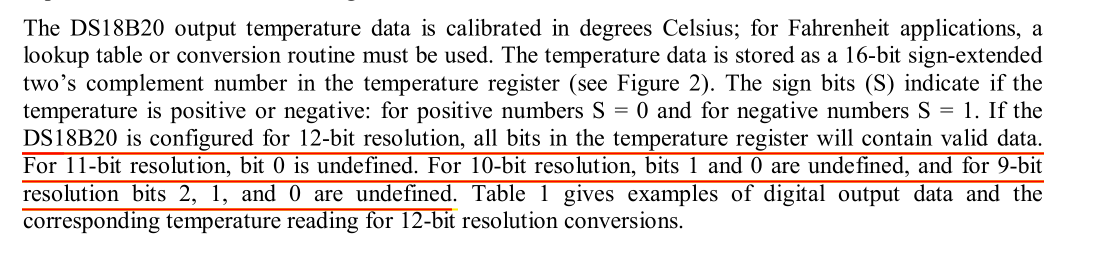 The DS18B20 output temperature data is calibrated in degrees Celsius; for Fahrenheit applications, a
lookup table or conversion routine must be used. The temperature data is stored as a 16-bit sign-extended
two’s complement number in the temperature register (see Figure 2). The sign bits (S) indicate if the
temperature is positive or negative: for positive numbers S = 0 and for negative numbers S = 1. If the
DS18B20 is configured for 12-bit resolution, all bits in the temperature register will contain valid data.
For 11-bit resolution, bit 0 is undefined. For 10-bit resolution, bits 1 and 0 are undefined, and for 9-bit
resolution bits 2, 1, and 0 are undefined. Table 1 gives examples of digital output data and the
corresponding temperature reading for 12-bit resolution conversions.